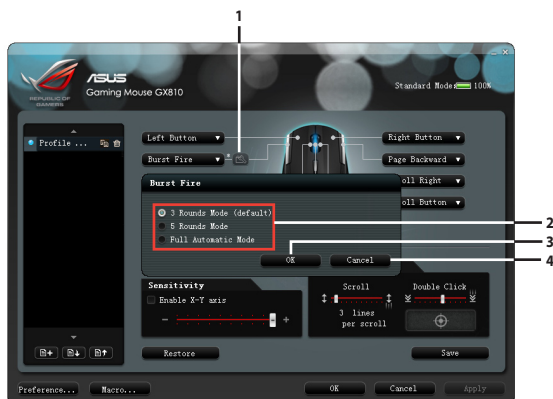 1
ASUS
Gaming Mouse GX810
REPUBLIC OF
GAMERS
Standard Mode: 100%
Profile ...
Left Button
Right Button
Burst Fire
Page Backward
oll Right
oll Button
Burst Fire
3 Rounds Mode (default)
5 Rounds Mode
Full Automatic Mode
OK
Cancel
2
3
4
Sensitivity
Enable X-Y axis
- +
Scroll
3 lines
per scroll
Double Click
Restore
Save
Preference...
Macro...
OK
Cancel
Apply